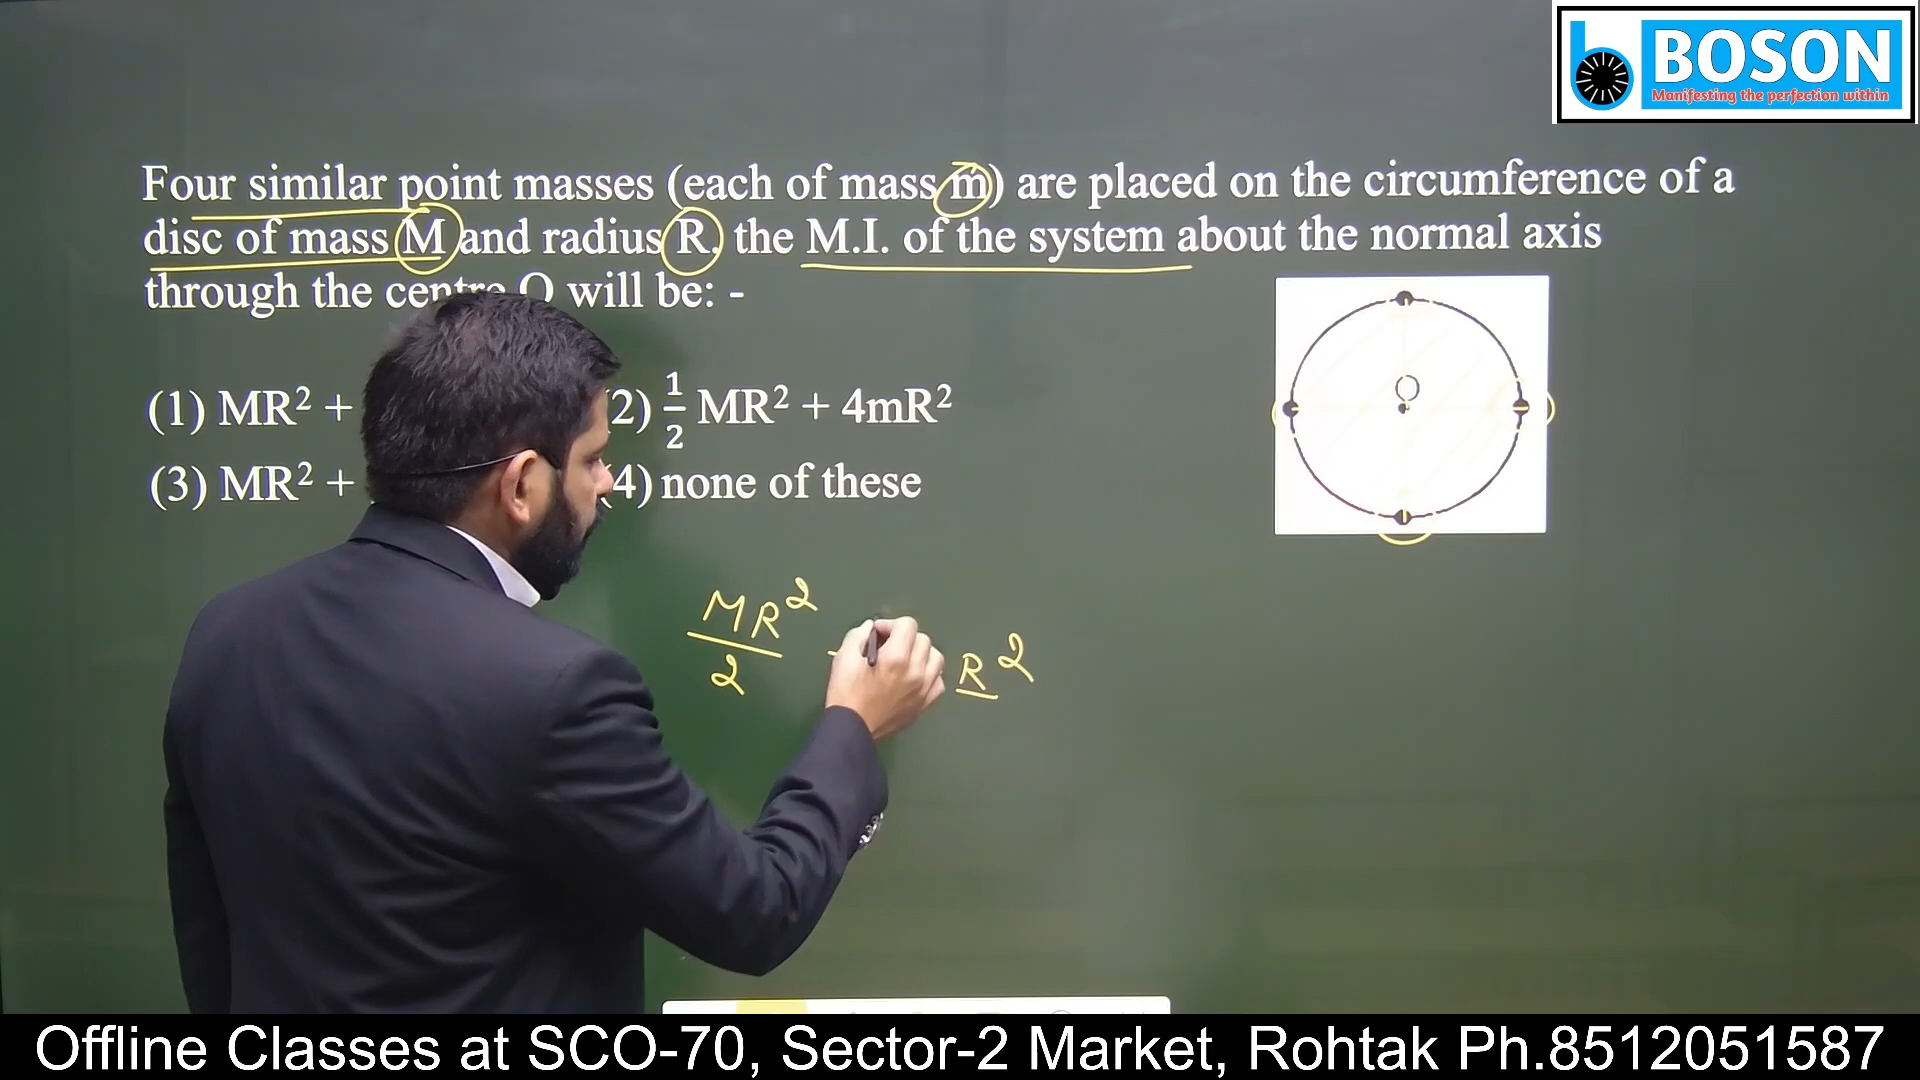 BOSON
Manifesting the perfection within
Four similar point masses (each of mass m) are placed on the circumference of a
disc of mass M and radius R. the M.I. of the system about the normal axis
through the centre O will be: -
(1) MR² + (2) ½ MR² + 4mR²
(3) MR² + (4) none of these
O
MR²
2
R²
Offline Classes at SCO-70, Sector-2 Market, Rohtak Ph.8512051587